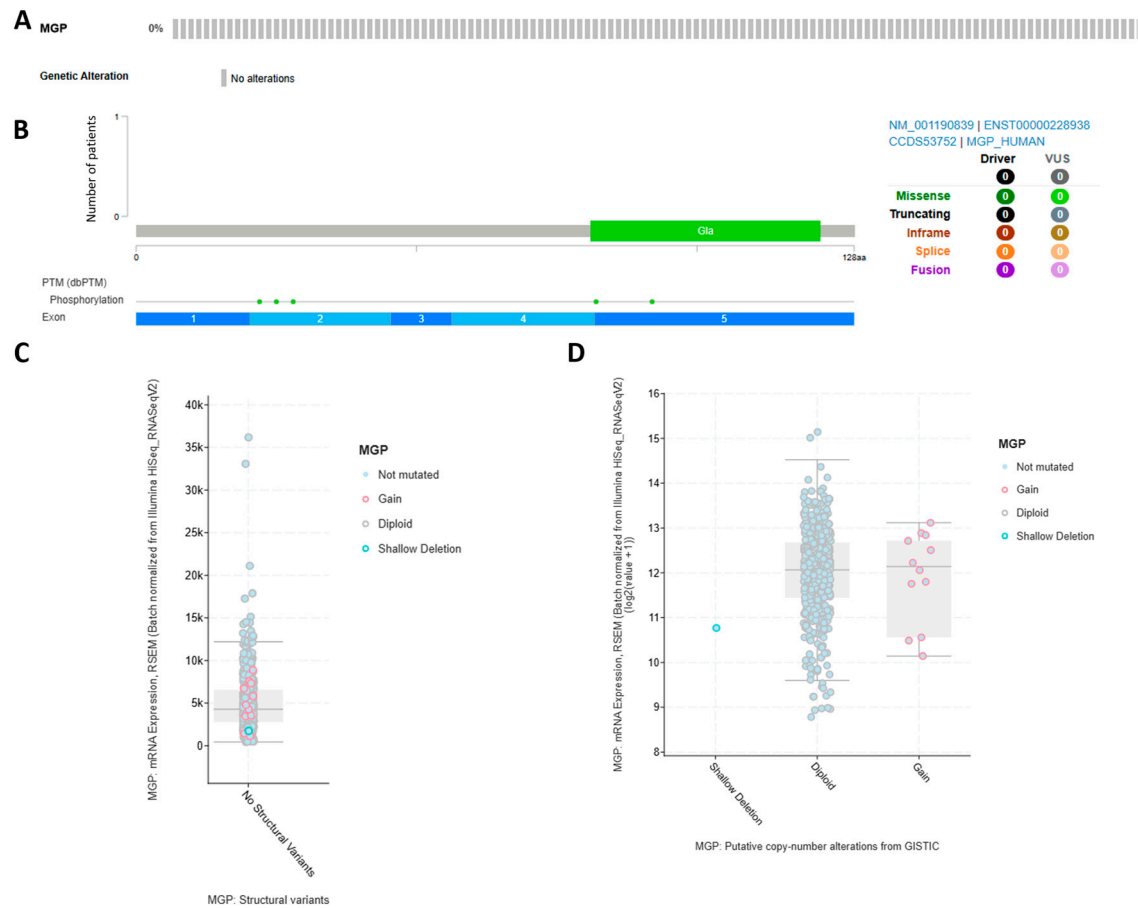 A
MGP 0%
Genetic Alteration No alterations
B
Number of patients
1
0
Gla
0 128aa
NM_001190839 | ENST00000228938
CCDS53752 | MGP_HUMAN
Driver VUS
0 0
Missense 0 0
Truncating 0 0
Inframe 0 0
Splice 0 0
Fusion 0 0
PTM (dbPTM)
Phosphorylation
Exon 1 2 3 4 5
C
MGP: mRNA Expression, RSEM (Batch normalized from Illumina HiSeq_RNASeqV2)
40k
35k
30k
25k
20k
15k
10k
5k
0
No Structural Variants
MGP: Structural variants
MGP
Not mutated
Gain
Diploid
Shallow Deletion
D
MGP: mRNA Expression, RSEM (Batch normalized from Illumina HiSeq_RNASeqV2)
(log2(value + 1))
16
15
14
13
12
11
10
9
8
Shallow Deletion
Diploid
Gain
MGP: Putative copy-number alterations from GISTIC
MGP
Not mutated
Gain
Diploid
Shallow Deletion